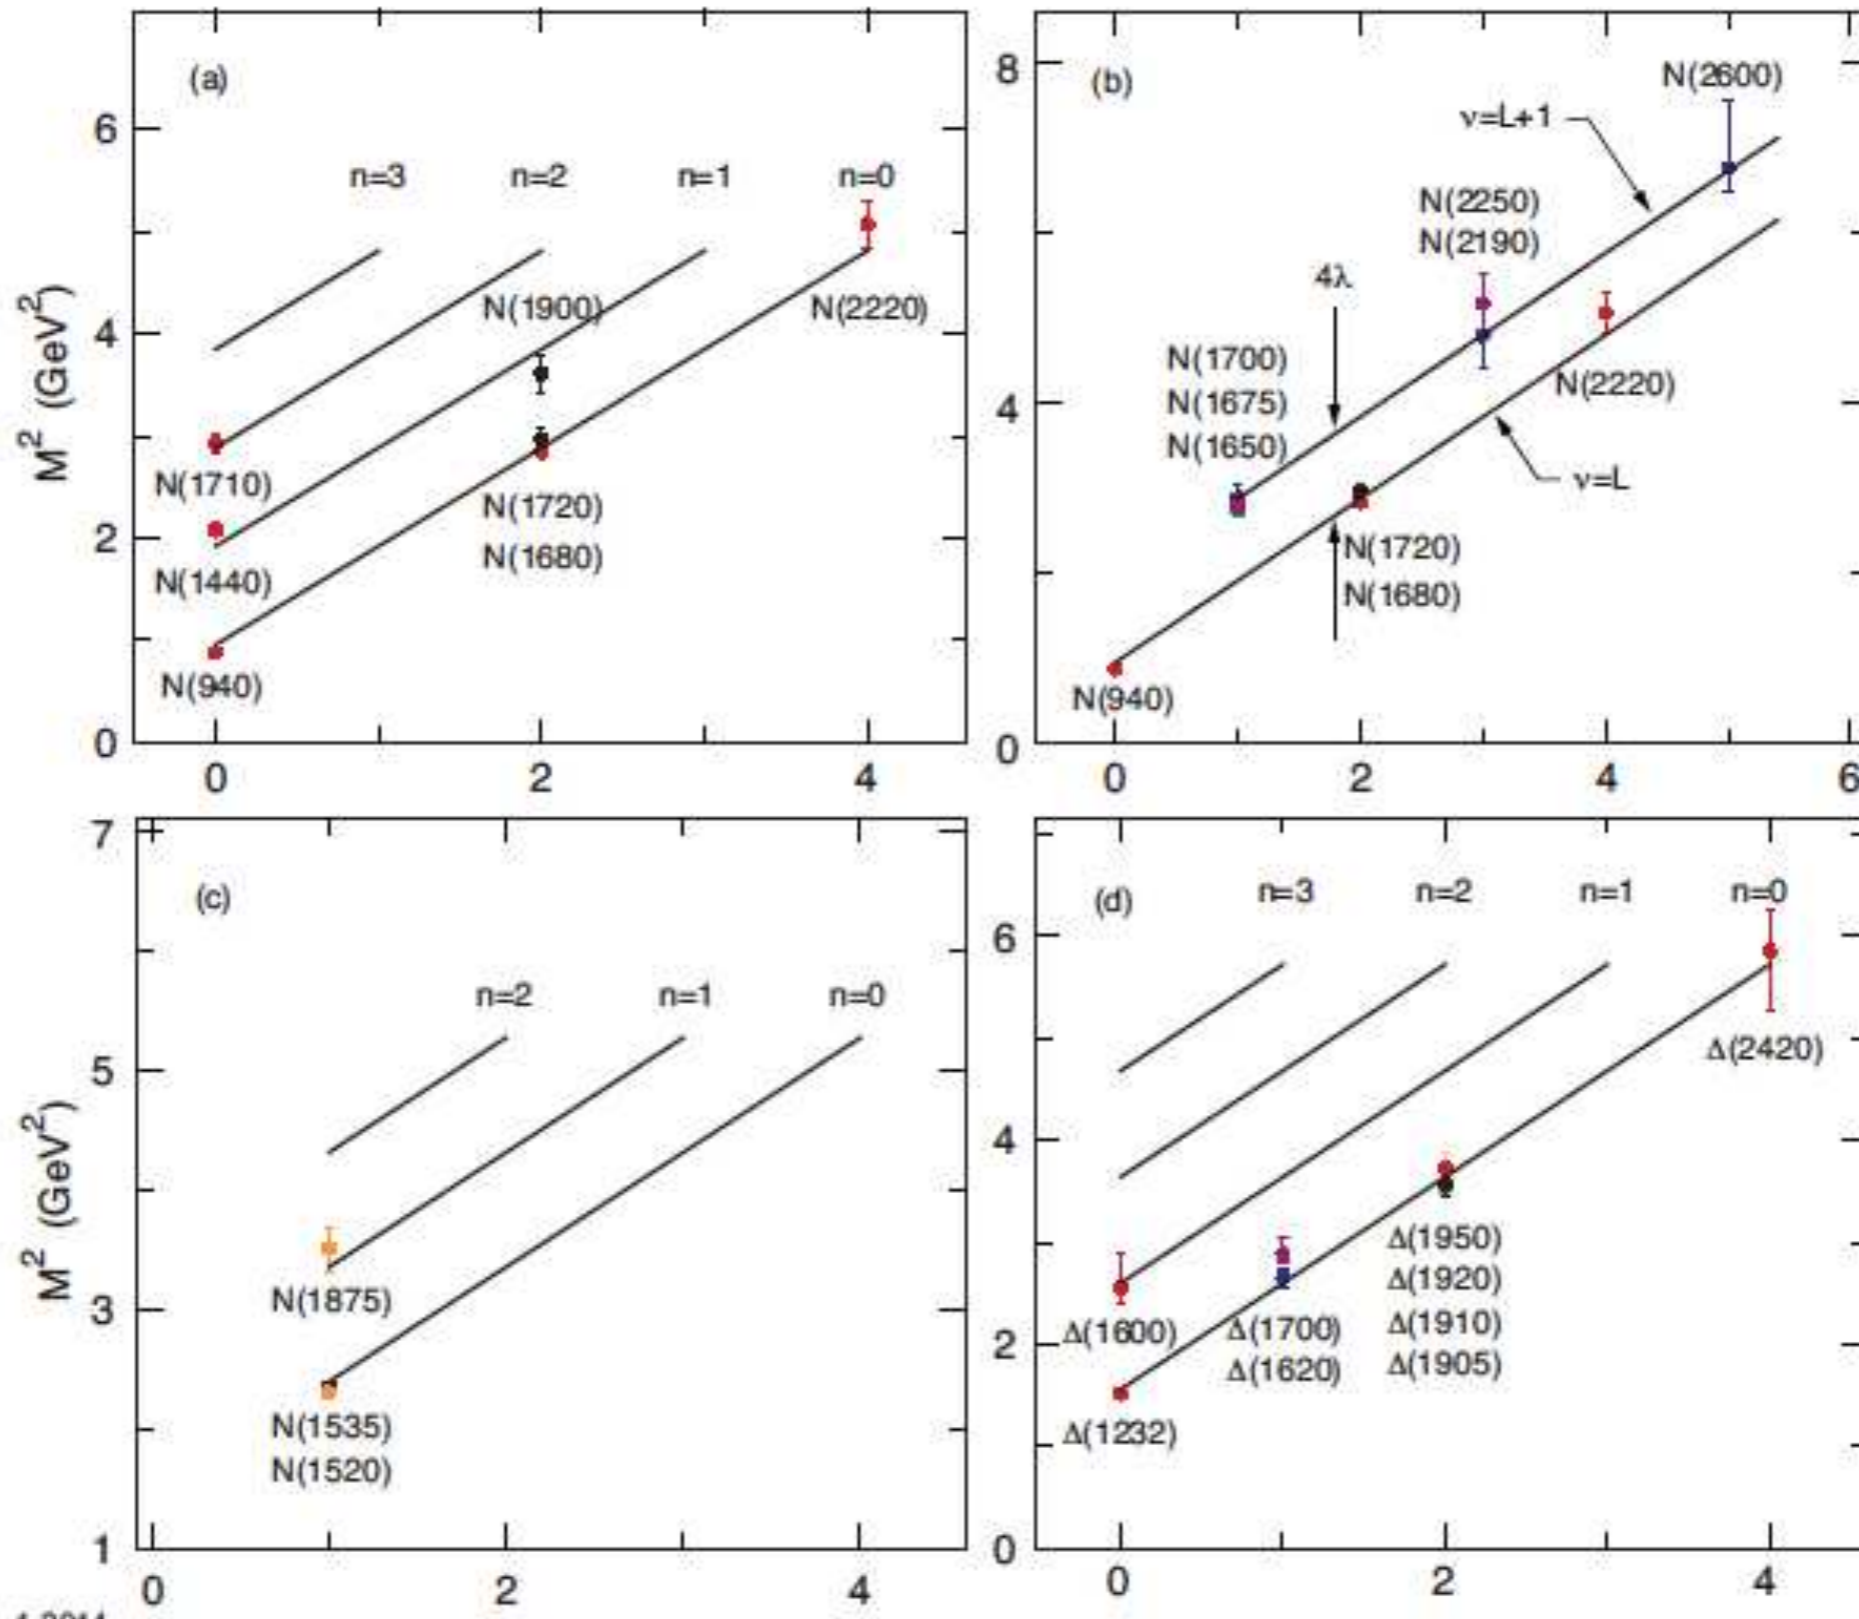 (a)
M² (GeV²)
6
4
2
0
n=3 n=2 n=1 n=0
N(1900)
N(2220)
N(1710)
N(1720)
N(1680)
N(1440)
N(940)
0 2 4
(b)
8
4
0
N(2600)
ν=L+1
N(2250)
N(2190)
4λ
N(1700)
N(1675)
N(1650)
N(2220)
ν=L
N(1720)
N(1680)
N(940)
0 2 4 6
(c)
M² (GeV²)
7
5
3
1
n=2 n=1 n=0
N(1875)
N(1535)
N(1520)
0 2 4
(d)
6
4
2
0
n=3 n=2 n=1 n=0
Δ(2420)
Δ(1950)
Δ(1920)
Δ(1910)
Δ(1905)
Δ(1600)
Δ(1700)
Δ(1620)
Δ(1232)
0 2 4